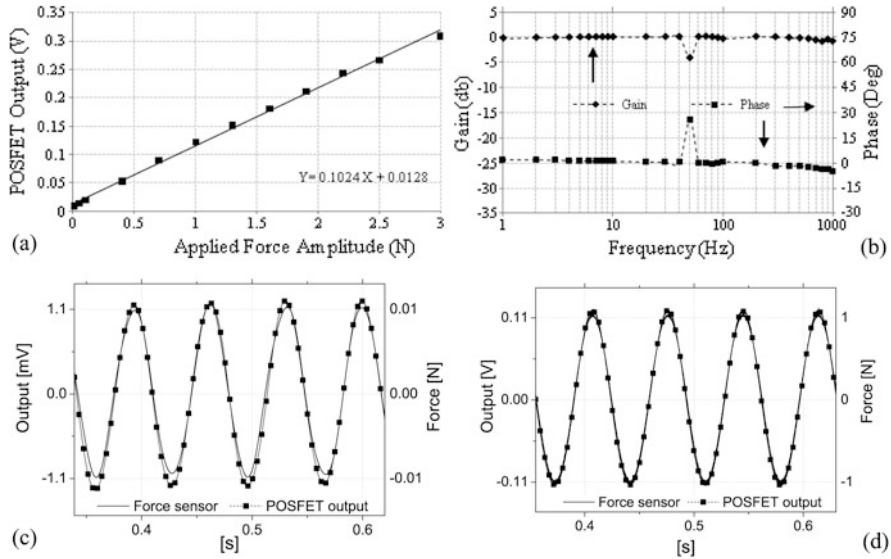 POSFET Output (V)
0.4
0.35
0.3
0.25
0.2
0.15
0.1
0.05
0
0 0.5 1 1.5 2 2.5 3
Y=0.1024X + 0.0128
Applied Force Amplitude (N)
(a)
Gain (db)
5
0
-5
-10
-15
-20
-25
-30
-35
Gain
Phase
Phase (Deg)
90
75
60
45
30
15
0
-15
-30
1 10 100 1000
Frequency (Hz)
(b)
Output [mV]
1.1
0.0
-1.1
Force [N]
0.01
0.00
-0.01
Force sensor
POSFET output
0.4 0.5 0.6
[s]
(c)
Output [V]
0.11
0.00
-0.11
Force [N]
1
0
-1
Force sensor
POSFET output
0.4 0.5 0.6
[s]
(d)